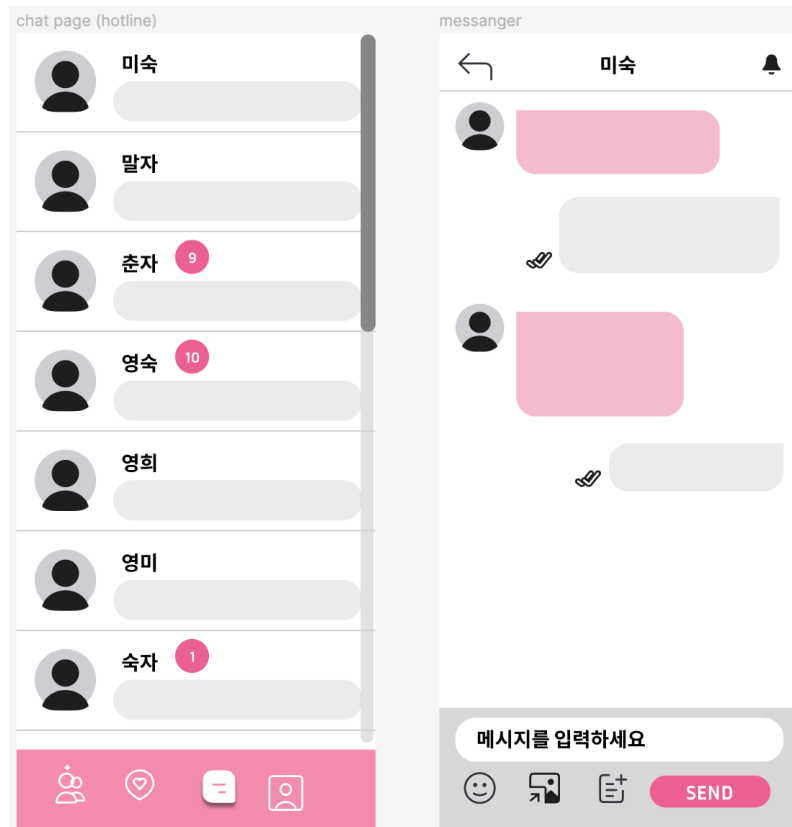 chat page (hotline)
미숙
말자
춘자 9
영숙 10
영희
영미
숙자 1
messanger
미숙
메시지를 입력하세요
SEND